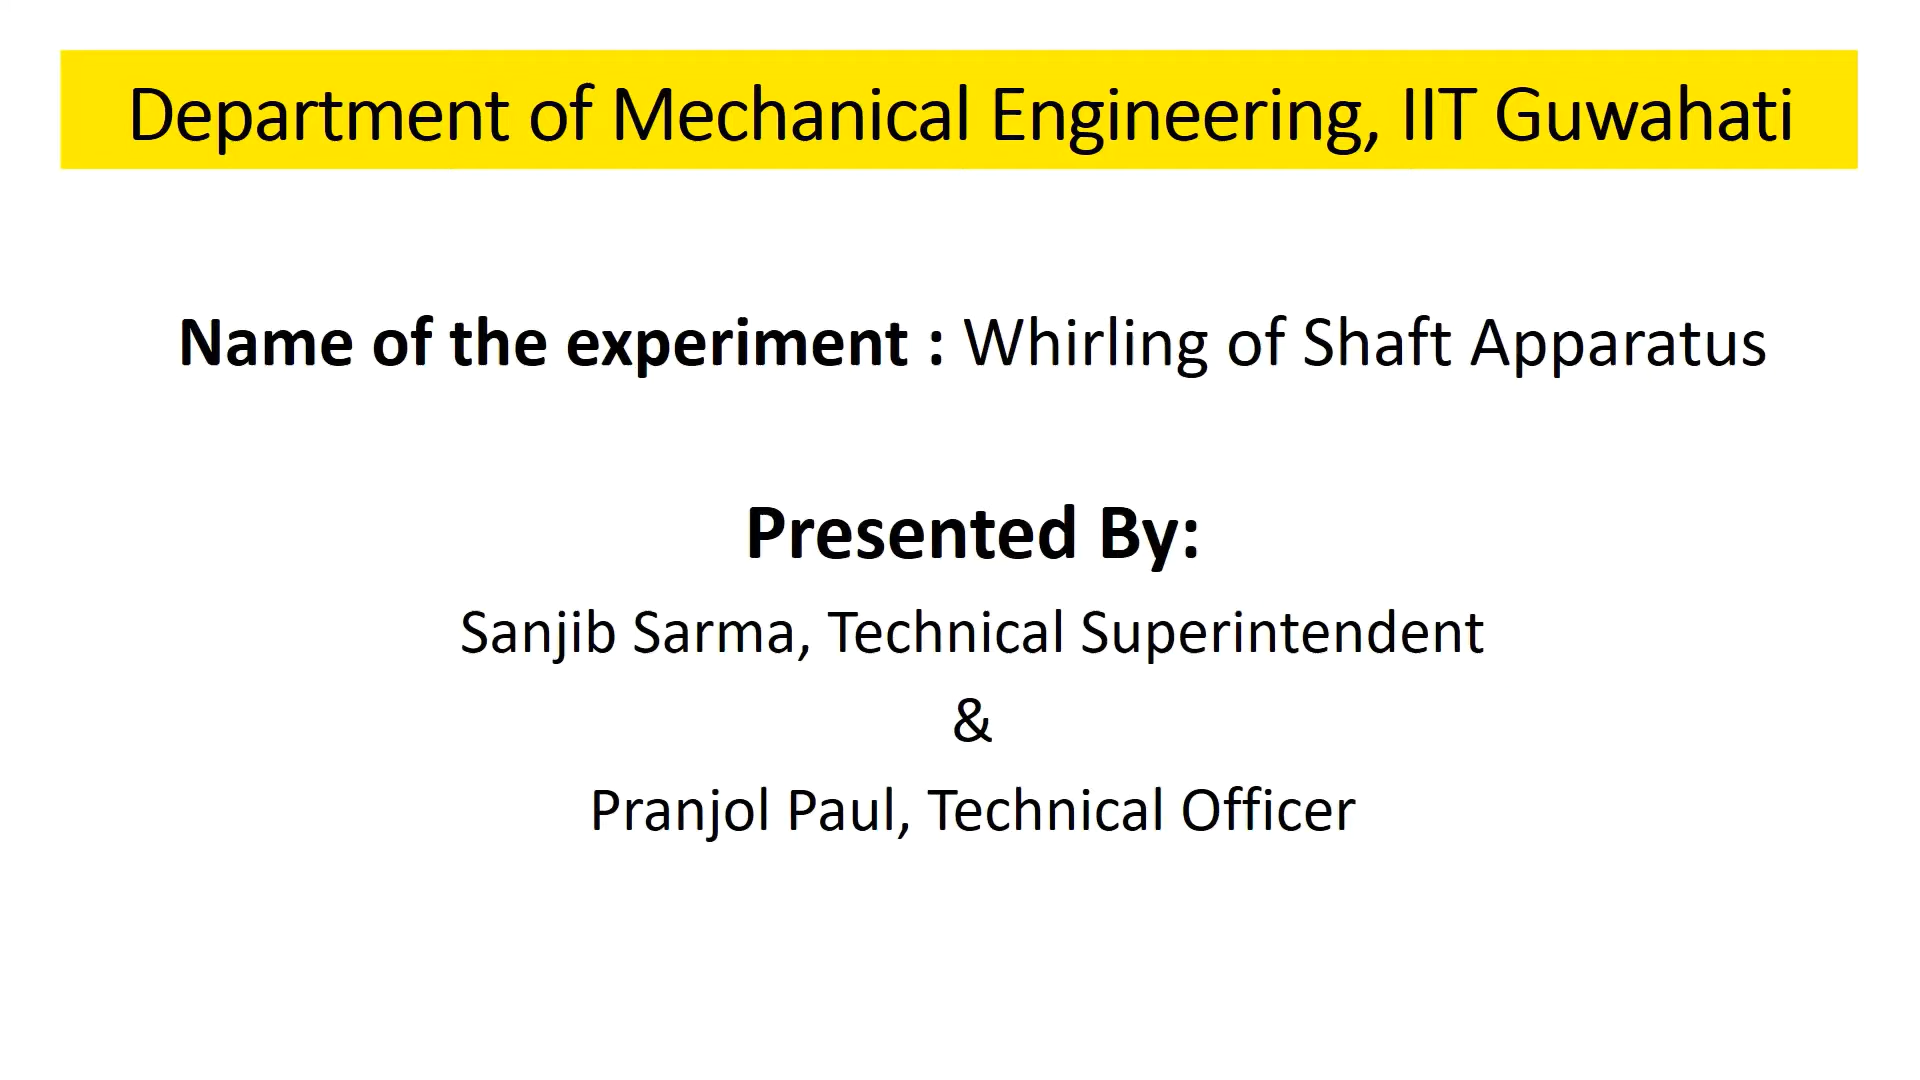 Department of Mechanical Engineering, IIT Guwahati
Name of the experiment : Whirling of Shaft Apparatus
Presented By:
Sanjib Sarma, Technical Superintendent
&
Pranjol Paul, Technical Officer